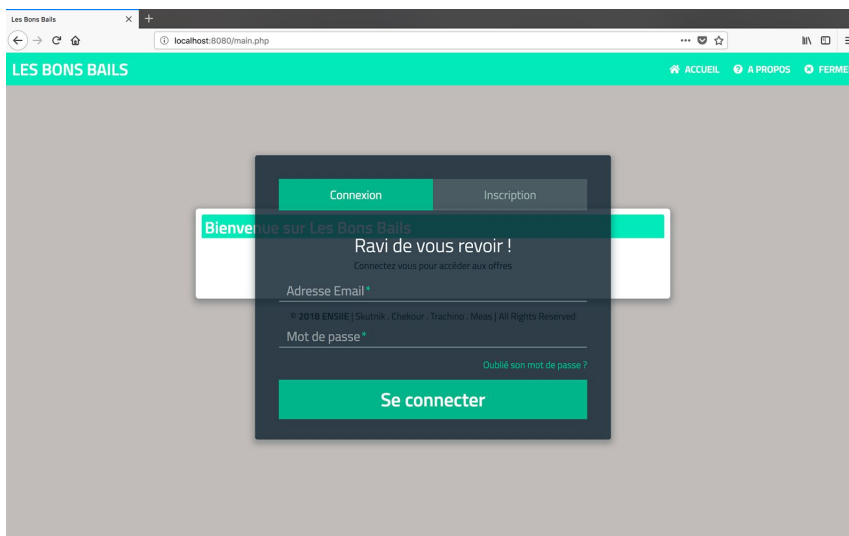 Les Bons Bails
localhost:8080/main.php
LES BONS BAILS
ACCUEIL
A PROPOS
FERME
Connexion
Inscription
Bienvenue sur Les Bons Bails
Ravi de vous revoir !
Connectez vous pour accéder aux offres
Adresse Email*
© 2018 ENSIIE | Skutnik . Chekour . Trachino . Meas | All Rights Reserved
Mot de passe*
Oublié son mot de passe ?
Se connecter